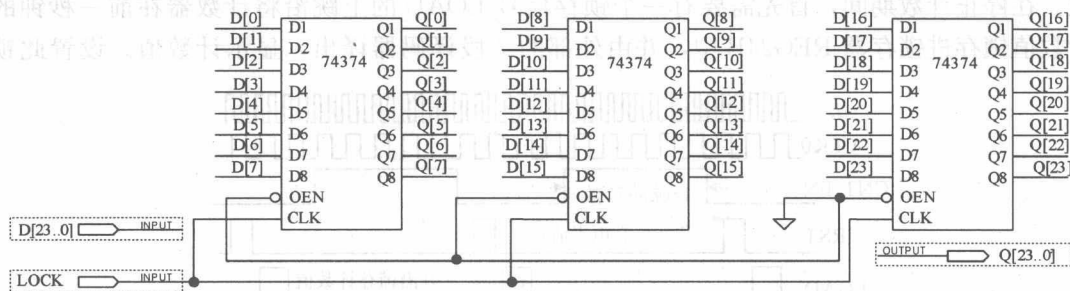 D[0]
D[1]
D[2]
D[3]
D[4]
D[5]
D[6]
D[7]
D1
D2
D3
D4
D5
D6
D7
D8
OEN
CLK
74374
Q1
Q2
Q3
Q4
Q5
Q6
Q7
Q8
Q[0]
Q[1]
Q[2]
Q[3]
Q[4]
Q[5]
Q[6]
Q[7]
D[8]
D[9]
D[10]
D[11]
D[12]
D[13]
D[14]
D[15]
D1
D2
D3
D4
D5
D6
D7
D8
OEN
CLK
74374
Q1
Q2
Q3
Q4
Q5
Q6
Q7
Q8
Q[8]
Q[9]
Q[10]
Q[11]
Q[12]
Q[13]
Q[14]
Q[15]
D[16]
D[17]
D[18]
D[19]
D[20]
D[21]
D[22]
D[23]
D1
D2
D3
D4
D5
D6
D7
D8
OEN
CLK
74374
Q1
Q2
Q3
Q4
Q5
Q6
Q7
Q8
Q[16]
Q[17]
Q[18]
Q[19]
Q[20]
Q[21]
Q[22]
Q[23]
D[23..0] INPUT
LOCK INPUT
OUTPUT Q[23..0]